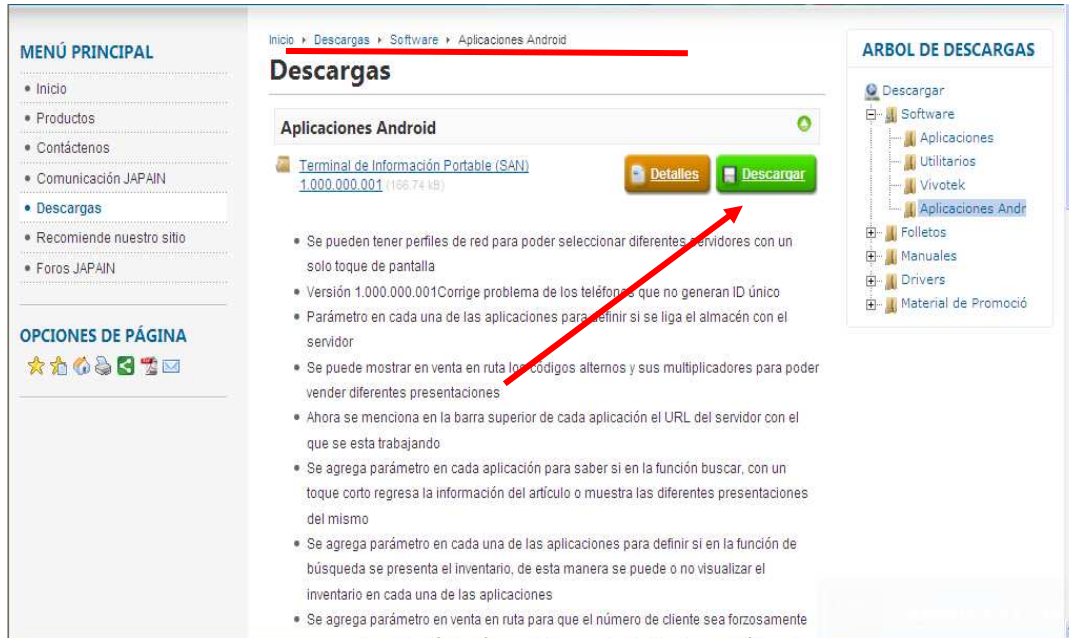 MENÚ PRINCIPAL
Inicio
Productos
Contáctenos
Comunicación JAPAIN
Descargas
Recomiende nuestro sitio
Foros JAPAIN
OPCIONES DE PÁGINA
Inicio Descargas Software Aplicaciones Android
Descargas
Aplicaciones Android
Terminal de Información Portable (SAN)
1.000.000.001 (166.74 kB)
Detalles
Descargar
Se pueden tener perfiles de red para poder seleccionar diferentes servidores con un
solo toque de pantalla
Versión 1.000.000.001Corrige problema de los teléfonos que no generan ID único
Parámetro en cada una de las aplicaciones para definir si se liga el almacén con el
servidor
Se puede mostrar en venta en ruta los códigos alternos y sus multiplicadores para poder
vender diferentes presentaciones
Ahora se menciona en la barra superior de cada aplicación el URL del servidor con el
que se esta trabajando
Se agrega parámetro en cada aplicación para saber si en la función buscar, con un
toque corto regresa la información del artículo o muestra las diferentes presentaciones
del mismo
Se agrega parámetro en cada una de las aplicaciones para definir si en la función de
búsqueda se presenta el inventario, de esta manera se puede o no visualizar el
inventario en cada una de las aplicaciones
Se agrega parámetro en venta en ruta para que el número de cliente sea forzosamente
ARBOL DE DESCARGAS
Descargar
Software
Aplicaciones
Utilitarios
Vivotek
Aplicaciones Andr
Folletos
Manuales
Drivers
Material de Promoció